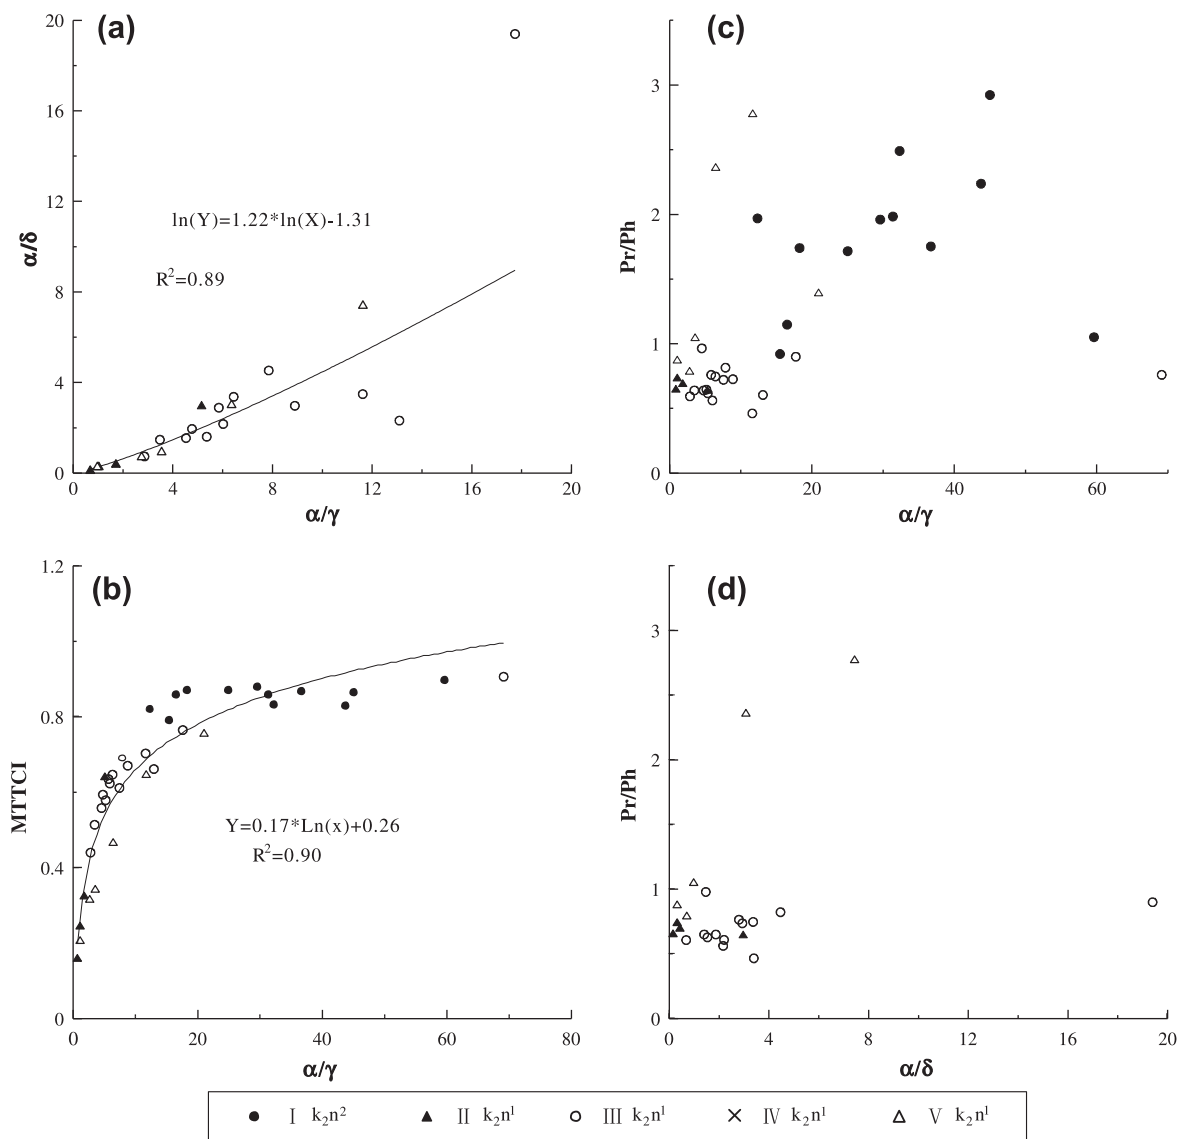 (a)
20
16
12
8
4
0
α/δ
ln(Y)=1.22*ln(X)-1.31
R²=0.89
0 4 8 12 16 20
α/γ
(c)
3
2
1
0
Pr/Ph
0 20 40 60
α/γ
(b)
1.2
0.8
0.4
0
MTTCI
Y=0.17*Ln(x)+0.26
R²=0.90
0 20 40 60 80
α/γ
(d)
3
2
1
0
Pr/Ph
0 4 8 12 16 20
α/δ
I k₂n² II k₂n¹ III k₂n¹ IV k₂n¹ V k₂n¹